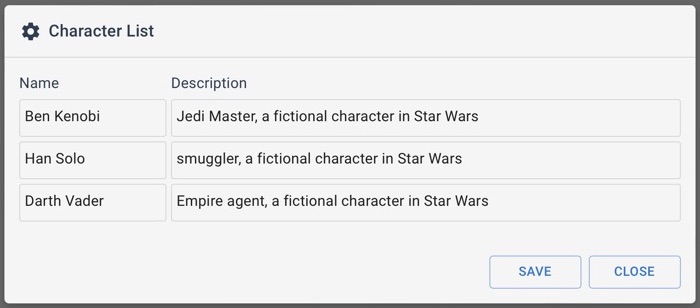 Character List
Name Description
Ben Kenobi Jedi Master, a fictional character in Star Wars
Han Solo smuggler, a fictional character in Star Wars
Darth Vader Empire agent, a fictional character in Star Wars
SAVE CLOSE